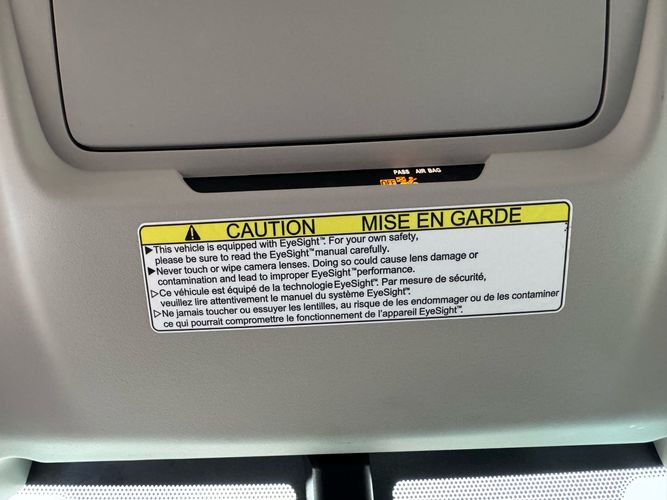 PASS AIR BAG
OFF
CAUTION MISE EN GARDE
▶This vehicle is equipped with EyeSight™. For your own safety,
please be sure to read the EyeSight™ manual carefully.
▶Never touch or wipe camera lenses. Doing so could cause lens damage or
contamination and lead to improper EyeSight™ performance.
▷Ce véhicule est équipé de la technologie EyeSight™. Par mesure de sécurité,
veuillez lire attentivement le manuel du système EyeSight™.
▷Ne jamais toucher ou essuyer les lentilles, au risque de les endommager ou de les contaminer
ce qui pourrait compromettre le fonctionnement de l'appareil EyeSight™.